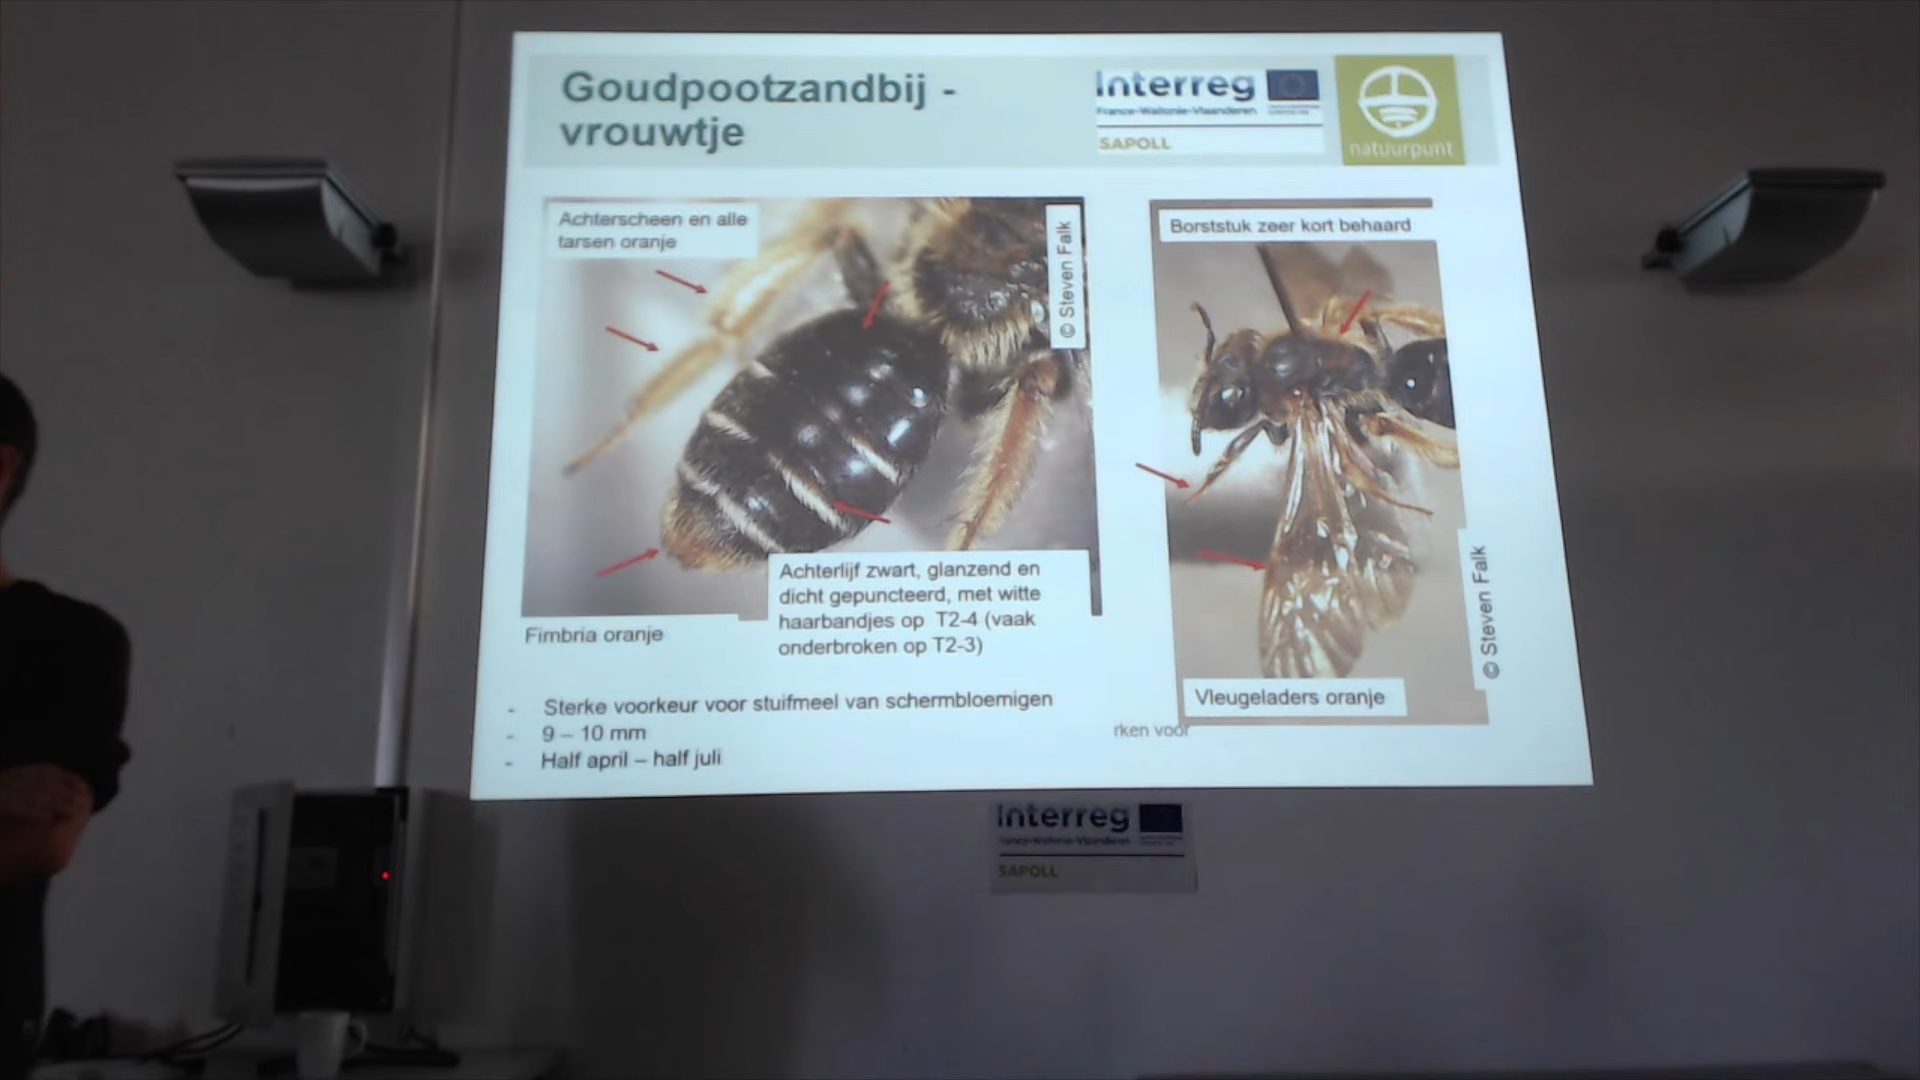 Goudpootzandbij -
vrouwtje
Interreg
France-Wallonie-Vlaanderen
SAPOLL
natuurpunt
Achterscheen en alle
tarsen oranje
© Steven Falk
Borststuk zeer kort behaard
Achterlijf zwart, glanzend en
dicht gepuncteerd, met witte
haarbandjes op T2-4 (vaak
onderbroken op T2-3)
Fimbria oranje
© Steven Falk
Vleugeladers oranje
- Sterke voorkeur voor stuifmeel van schermbloemigen
- 9 – 10 mm
- Half april – half juli
rken voor
Interreg
France-Wallonie-Vlaanderen
SAPOLL